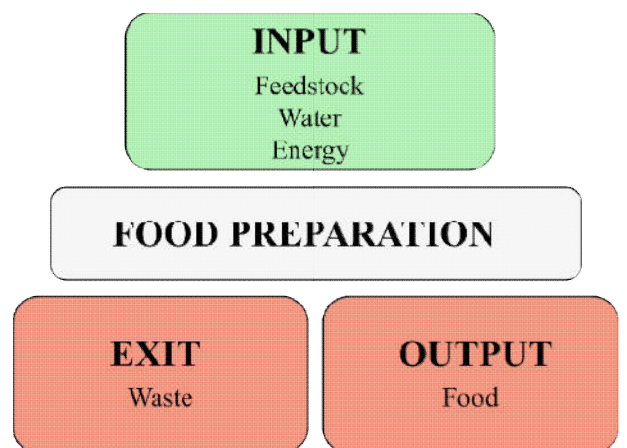 INPUT
Feedstock
Water
Energy
FOOD PREPARATION
EXIT
Waste
OUTPUT
Food